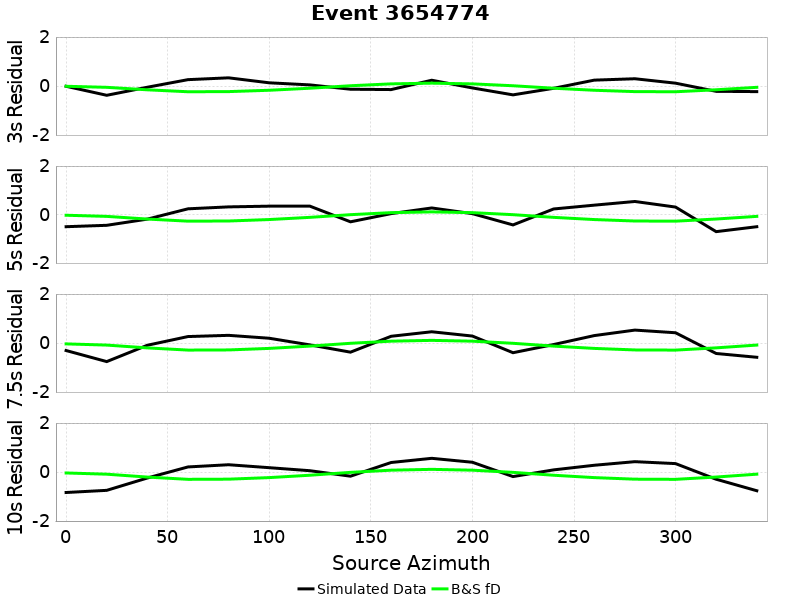 Event 3654774
3s Residual
2
0
-2
5s Residual
2
0
-2
7.5s Residual
2
0
-2
10s Residual
2
0
-2
0 50 100 150 200 250 300
Source Azimuth
Simulated Data B&S fD